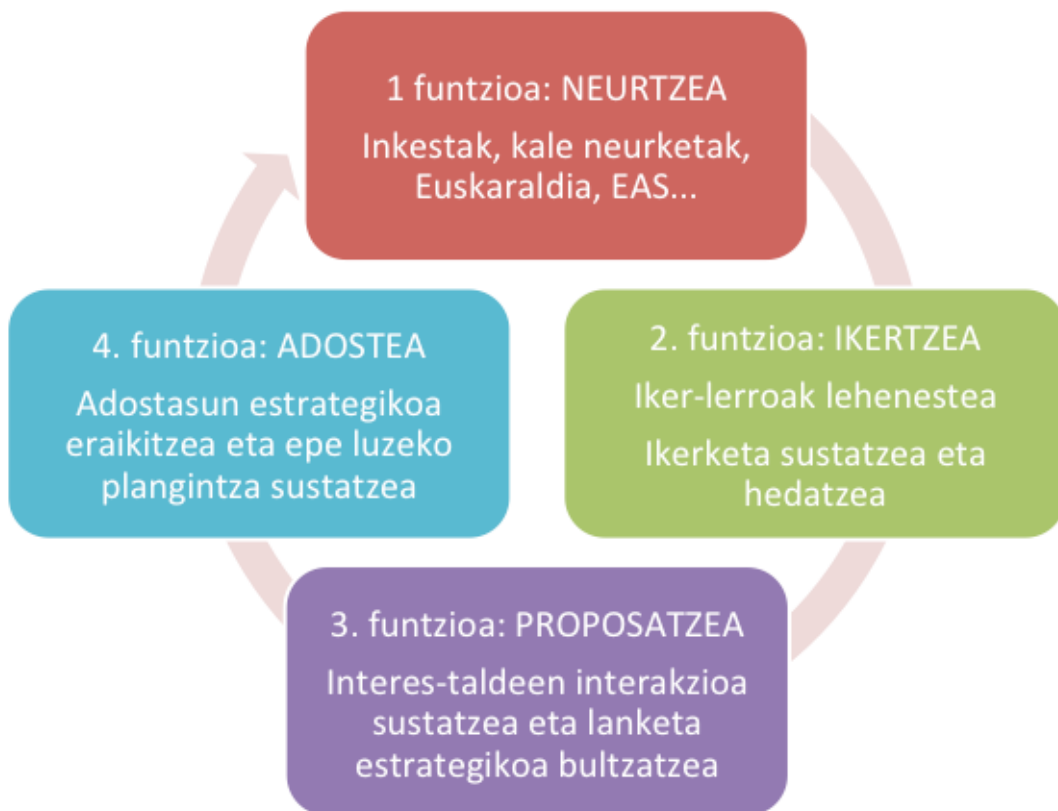 1 funtzioa: NEURTZEA
Inkestak, kale neurketak,
Euskaraldia, EAS...
2. funtzioa: IKERTZEA
Iker-lerroak lehenestea
Ikerketa sustatzea eta
hedatzea
3. funtzioa: PROPOSATZEA
Interes-taldeen interakzioa
sustatzea eta lanketa
estrategikoa bultzatzea
4. funtzioa: ADOSTEA
Adostasun estrategikoa
eraikitzea eta epe luzeko
plangintza sustatzea